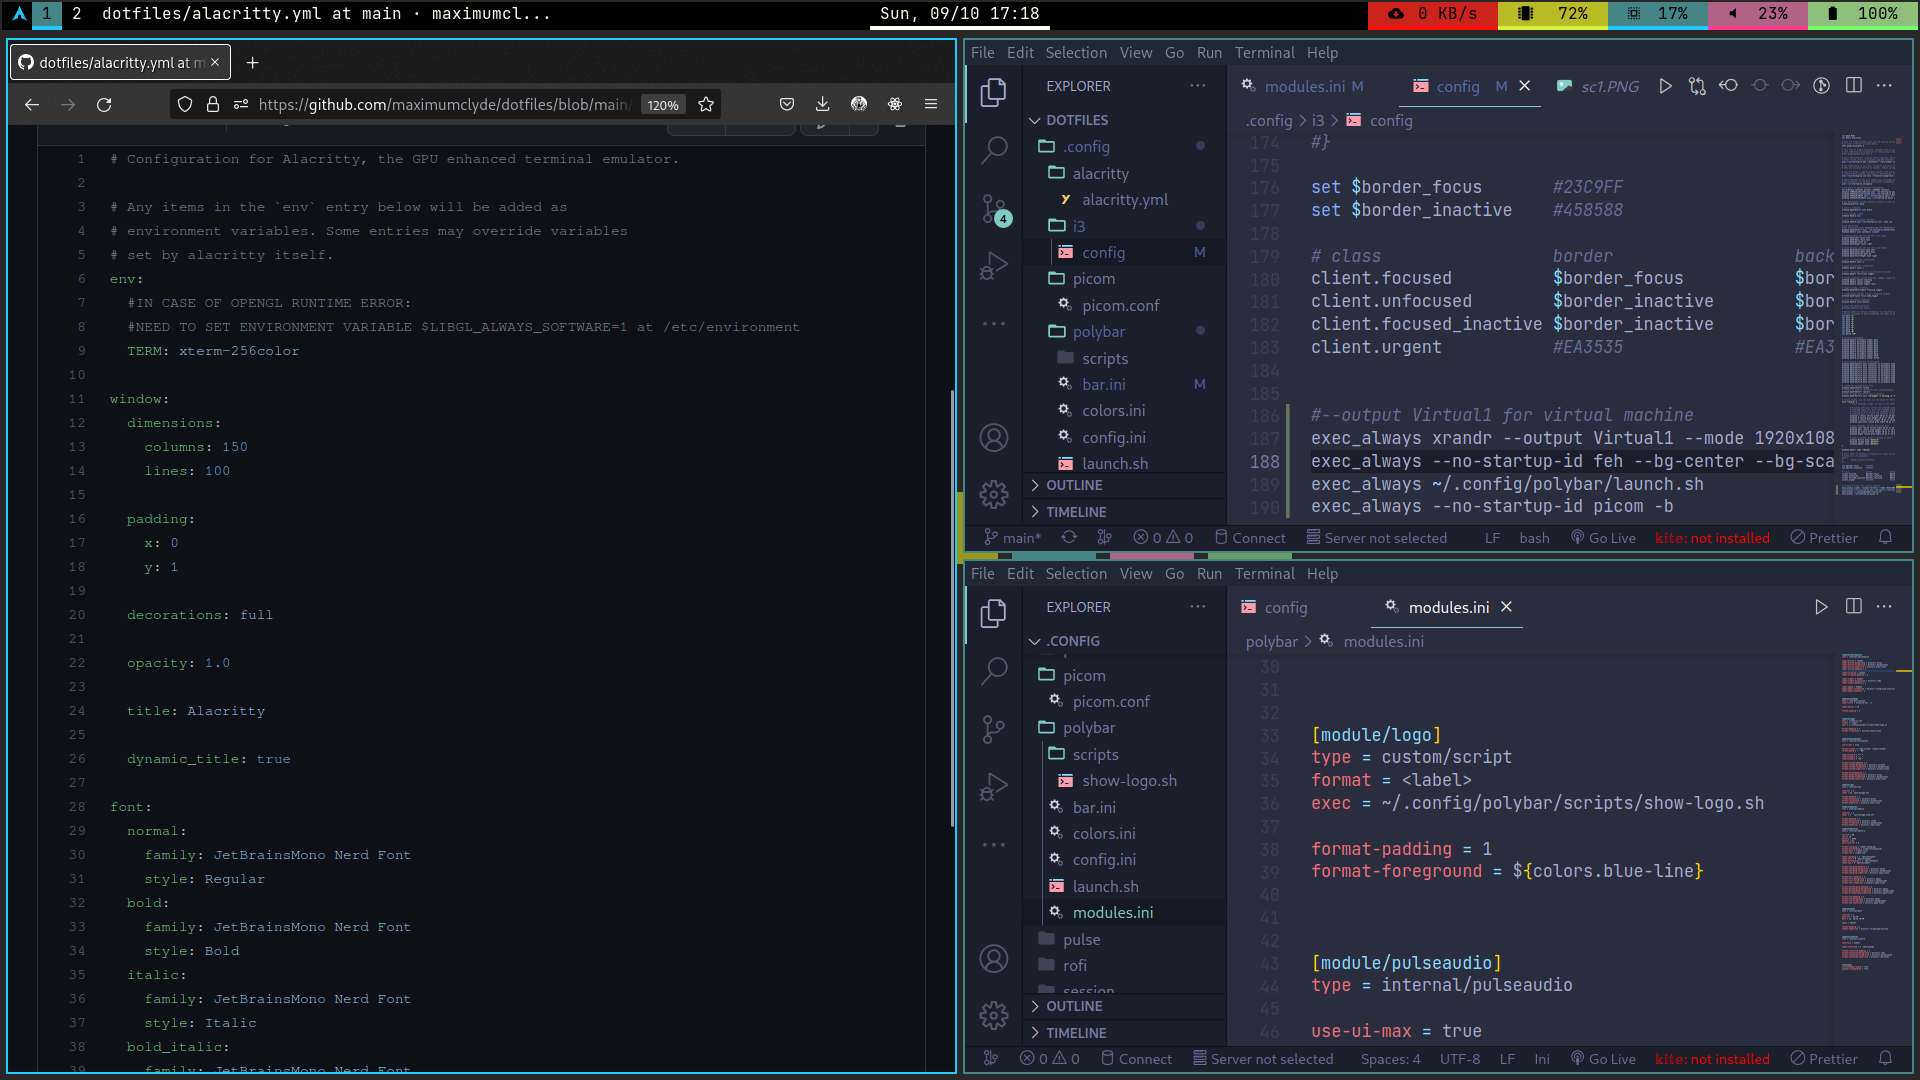 1 2 dotfiles/alacritty.yml at main · maximumcl... Sun, 09/10 17:18 0 KB/s 72% 17% 23% 100%
dotfiles/alacritty.yml at m
https://github.com/maximumclyde/dotfiles/blob/main/ 120%
1 # Configuration for Alacritty, the GPU enhanced terminal emulator.
2
3 # Any items in the `env` entry below will be added as
4 # environment variables. Some entries may override variables
5 # set by alacritty itself.
6 env:
7 #IN CASE OF OPENGL RUNTIME ERROR:
8 #NEED TO SET ENVIRONMENT VARIABLE $LIBGL_ALWAYS_SOFTWARE=1 at /etc/environment
9 TERM: xterm-256color
10
11 window:
12 dimensions:
13 columns: 150
14 lines: 100
15
16 padding:
17 x: 0
18 y: 1
19
20 decorations: full
21
22 opacity: 1.0
23
24 title: Alacritty
25
26 dynamic_title: true
27
28 font:
29 normal:
30 family: JetBrainsMono Nerd Font
31 style: Regular
32 bold:
33 family: JetBrainsMono Nerd Font
34 style: Bold
35 italic:
36 family: JetBrainsMono Nerd Font
37 style: Italic
38 bold_italic:
39 family: JetBrainsMono Nerd Font
File Edit Selection View Go Run Terminal Help
EXPLORER
DOTFILES
.config
alacritty
alacritty.yml
i3
config M
picom
picom.conf
polybar
scripts
bar.ini M
colors.ini
config.ini
launch.sh
OUTLINE
TIMELINE
4
modules.ini M config M sc1.PNG
.config > i3 > config
174 #}
175
176 set $border_focus #23C9FF
177 set $border_inactive #458588
178
179 # class border back
180 client.focused $border_focus $bor
181 client.unfocused $border_inactive $bor
182 client.focused_inactive $border_inactive $bor
183 client.urgent #EA3535 #EA3
184
185
186 #--output Virtual1 for virtual machine
187 exec_always xrandr --output Virtual1 --mode 1920x108
188 exec_always --no-startup-id feh --bg-center --bg-sca
189 exec_always ~/.config/polybar/launch.sh
190 exec_always --no-startup-id picom -b
main* 0 0 Connect Server not selected LF bash Go Live kite: not installed Prettier
File Edit Selection View Go Run Terminal Help
EXPLORER
.CONFIG
picom
picom.conf
polybar
scripts
show-logo.sh
bar.ini
colors.ini
config.ini
launch.sh
modules.ini
pulse
rofi
session
OUTLINE
TIMELINE
config modules.ini
polybar > modules.ini
30
31
32
33 [module/logo]
34 type = custom/script
35 format = <label>
36 exec = ~/.config/polybar/scripts/show-logo.sh
37
38 format-padding = 1
39 format-foreground = ${colors.blue-line}
40
41
42
43 [module/pulseaudio]
44 type = internal/pulseaudio
45
46 use-ui-max = true
0 0 Connect Server not selected Spaces: 4 UTF-8 LF Ini Go Live kite: not installed Prettier